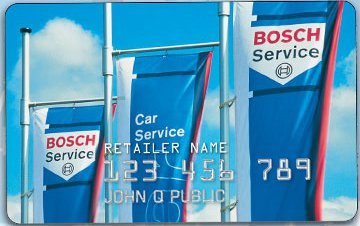 BOSCH
Service
BOSCH
Service
Car
Service
RETAILER NAME
123 456 789
JOHN Q PUBLIC